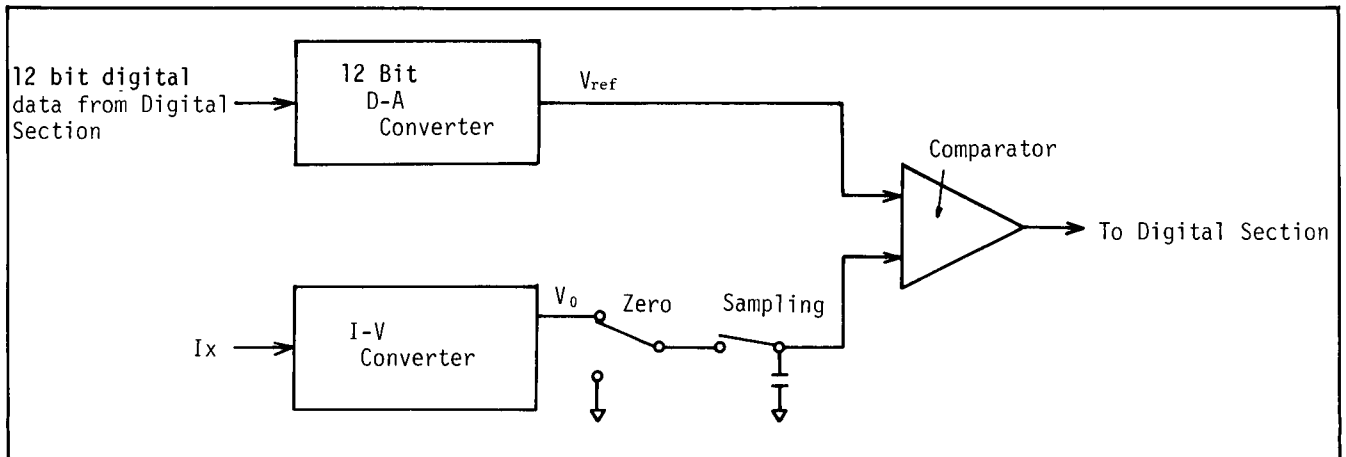 12 bit digital
data from Digital
Section
12 Bit
D-A
Converter
Vref
Comparator
To Digital Section
Ix
I-V
Converter
V0
Zero
Sampling